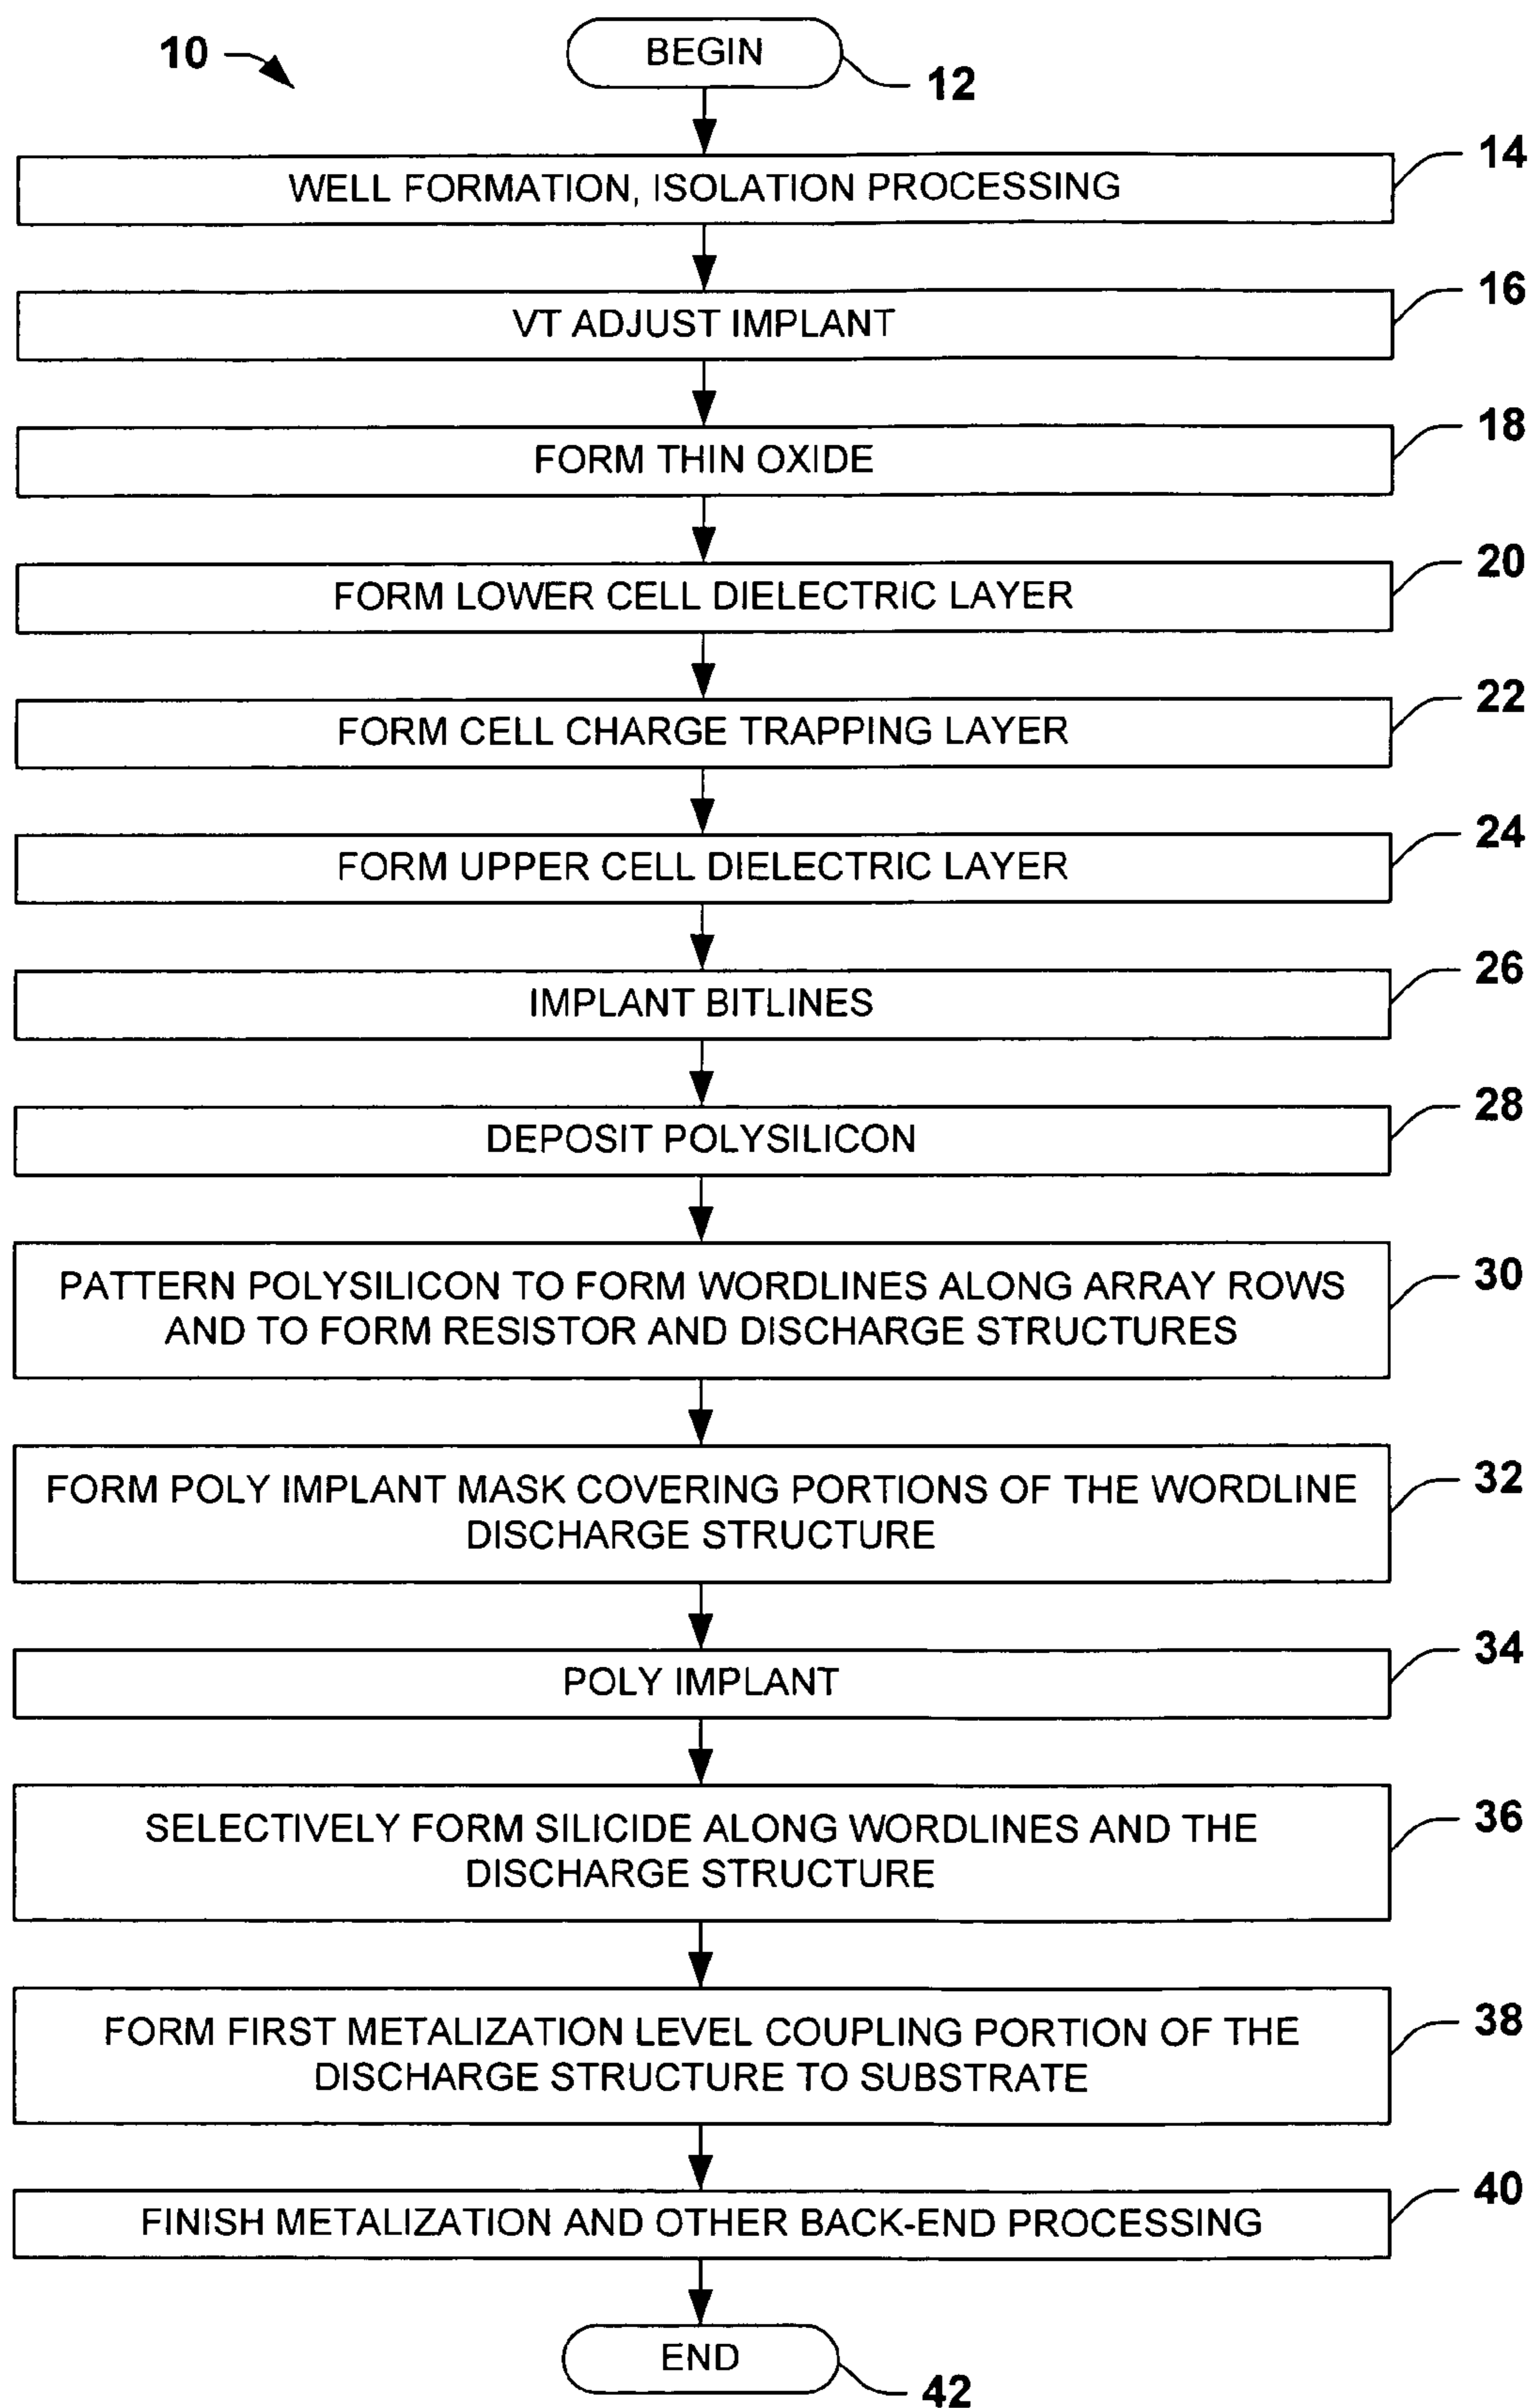 10
BEGIN
12
WELL FORMATION, ISOLATION PROCESSING
14
VT ADJUST IMPLANT
16
FORM THIN OXIDE
18
FORM LOWER CELL DIELECTRIC LAYER
20
FORM CELL CHARGE TRAPPING LAYER
22
FORM UPPER CELL DIELECTRIC LAYER
24
IMPLANT BITLINES
26
DEPOSIT POLYSILICON
28
PATTERN POLYSILICON TO FORM WORDLINES ALONG ARRAY ROWS
AND TO FORM RESISTOR AND DISCHARGE STRUCTURES
30
FORM POLY IMPLANT MASK COVERING PORTIONS OF THE WORDLINE
DISCHARGE STRUCTURE
32
POLY IMPLANT
34
SELECTIVELY FORM SILICIDE ALONG WORDLINES AND THE
DISCHARGE STRUCTURE
36
FORM FIRST METALIZATION LEVEL COUPLING PORTION OF THE
DISCHARGE STRUCTURE TO SUBSTRATE
38
FINISH METALIZATION AND OTHER BACK-END PROCESSING
40
END
42